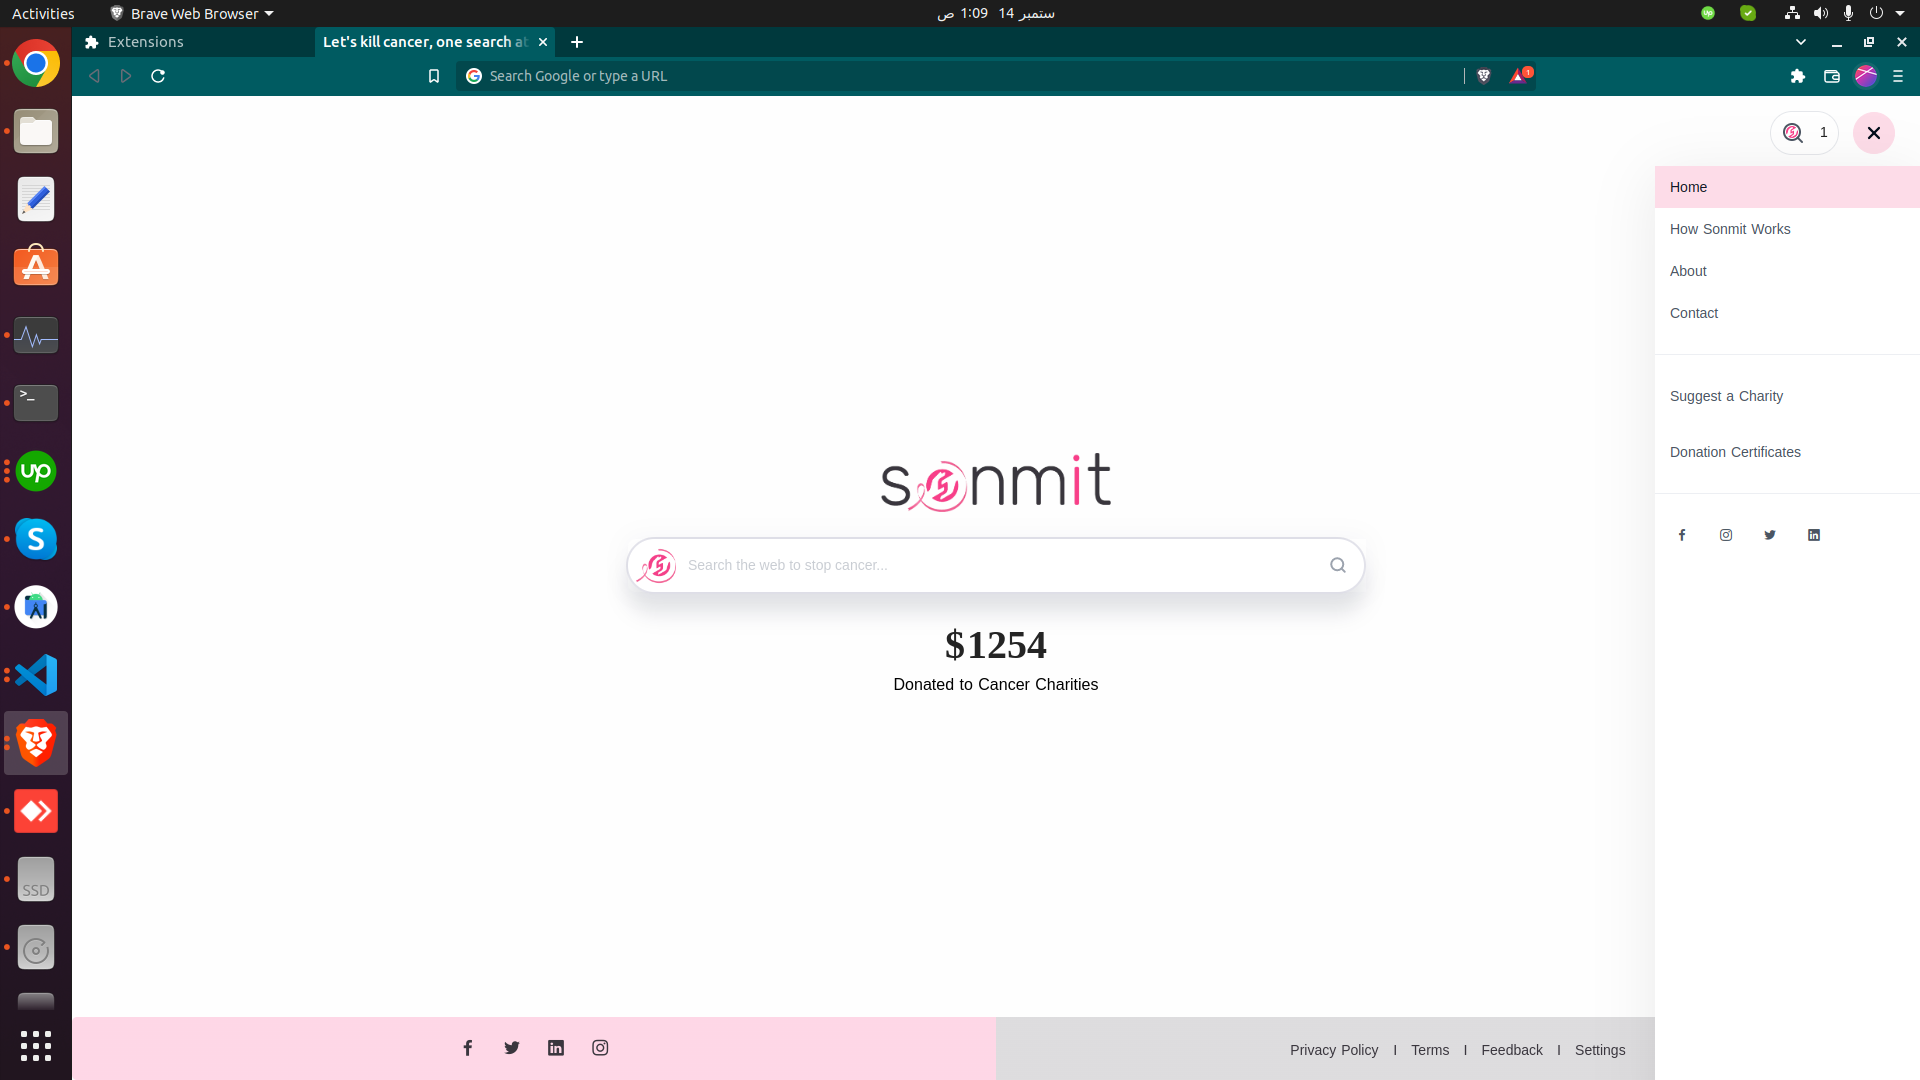 Activities
Brave Web Browser
ستمبر 14  1:09 ص
Extensions
Let's kill cancer, one search at
Search Google or type a URL
1
1
Home
How Sonmit Works
About
Contact
Suggest a Charity
Donation Certificates
sonmit
Search the web to stop cancer...
$1254
Donated to Cancer Charities
>_
up
S
SSD
Privacy Policy I Terms I Feedback I Settings